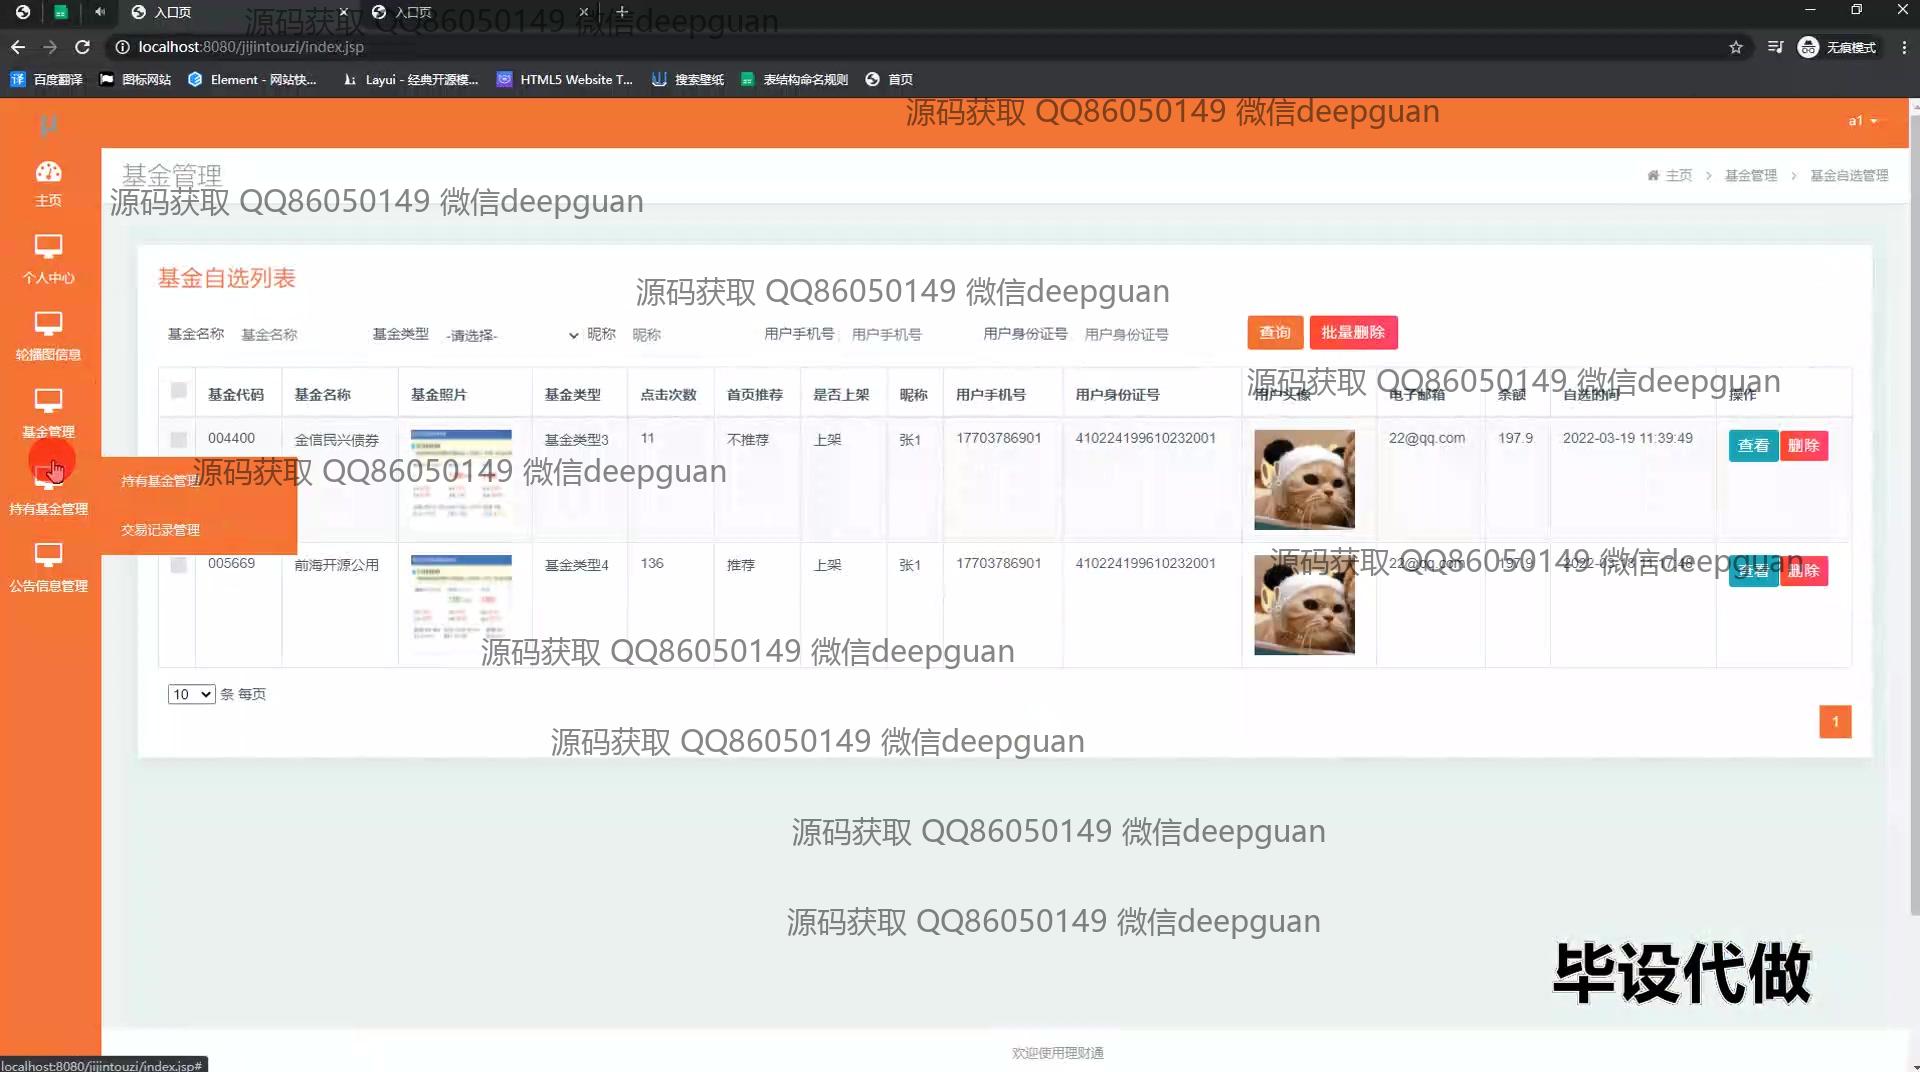 入口页
入口页
源码获取 QQ86050149 微信deepguan
localhost:8080/jijintouzi/index.jsp
无痕模式
百度翻译
图标网站
Element - 网站快...
Layui - 经典开源模...
HTML5 Website T...
搜索壁纸
表结构命名规则
首页
源码获取 QQ86050149 微信deepguan
a1
μ
主页
个人中心
轮播图信息
基金管理
持有基金管理
公告信息管理
持有基金管理
交易记录管理
基金管理
主页 > 基金管理 > 基金自选管理
源码获取 QQ86050149 微信deepguan
基金自选列表
源码获取 QQ86050149 微信deepguan
基金名称 基金名称 基金类型 -请选择- 昵称 昵称 用户手机号 用户手机号 用户身份证号 用户身份证号 查询 批量删除
基金代码 基金名称 基金照片 基金类型 点击次数 首页推荐 是否上架 昵称 用户手机号 用户身份证号 用户头像 电子邮箱 余额 自选时间 操作
源码获取 QQ86050149 微信deepguan
004400 金信民兴债券 基金类型3 11 不推荐 上架 张1 17703786901 410224199610232001 22@qq.com 197.9 2022-03-19 11:39:49 查看 删除
源码获取 QQ86050149 微信deepguan
005669 前海开源公用 基金类型4 136 推荐 上架 张1 17703786901 410224199610232001 22@qq.com 197.9 查看 删除
源码获取 QQ86050149 微信deepguan
源码获取 QQ86050149 微信deepguan
10 条 每页
1
源码获取 QQ86050149 微信deepguan
源码获取 QQ86050149 微信deepguan
源码获取 QQ86050149 微信deepguan
毕设代做
欢迎使用理财通
localhost:8080/jijintouzi/index.jsp#